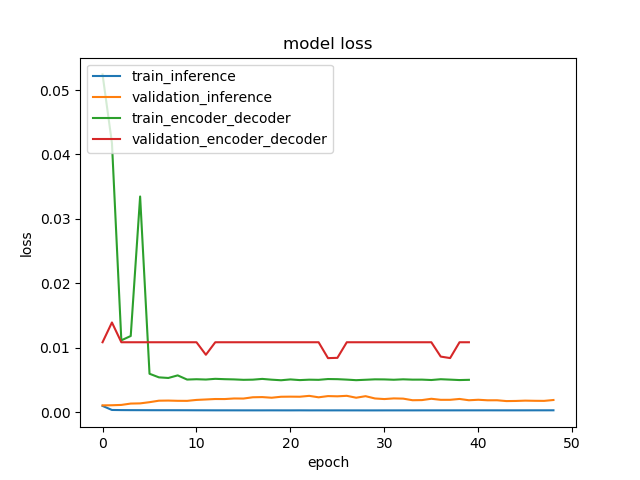 model loss
train_inference
validation_inference
train_encoder_decoder
validation_encoder_decoder
0.05
0.04
0.03
0.02
0.01
0.00
loss
0 10 20 30 40 50
epoch